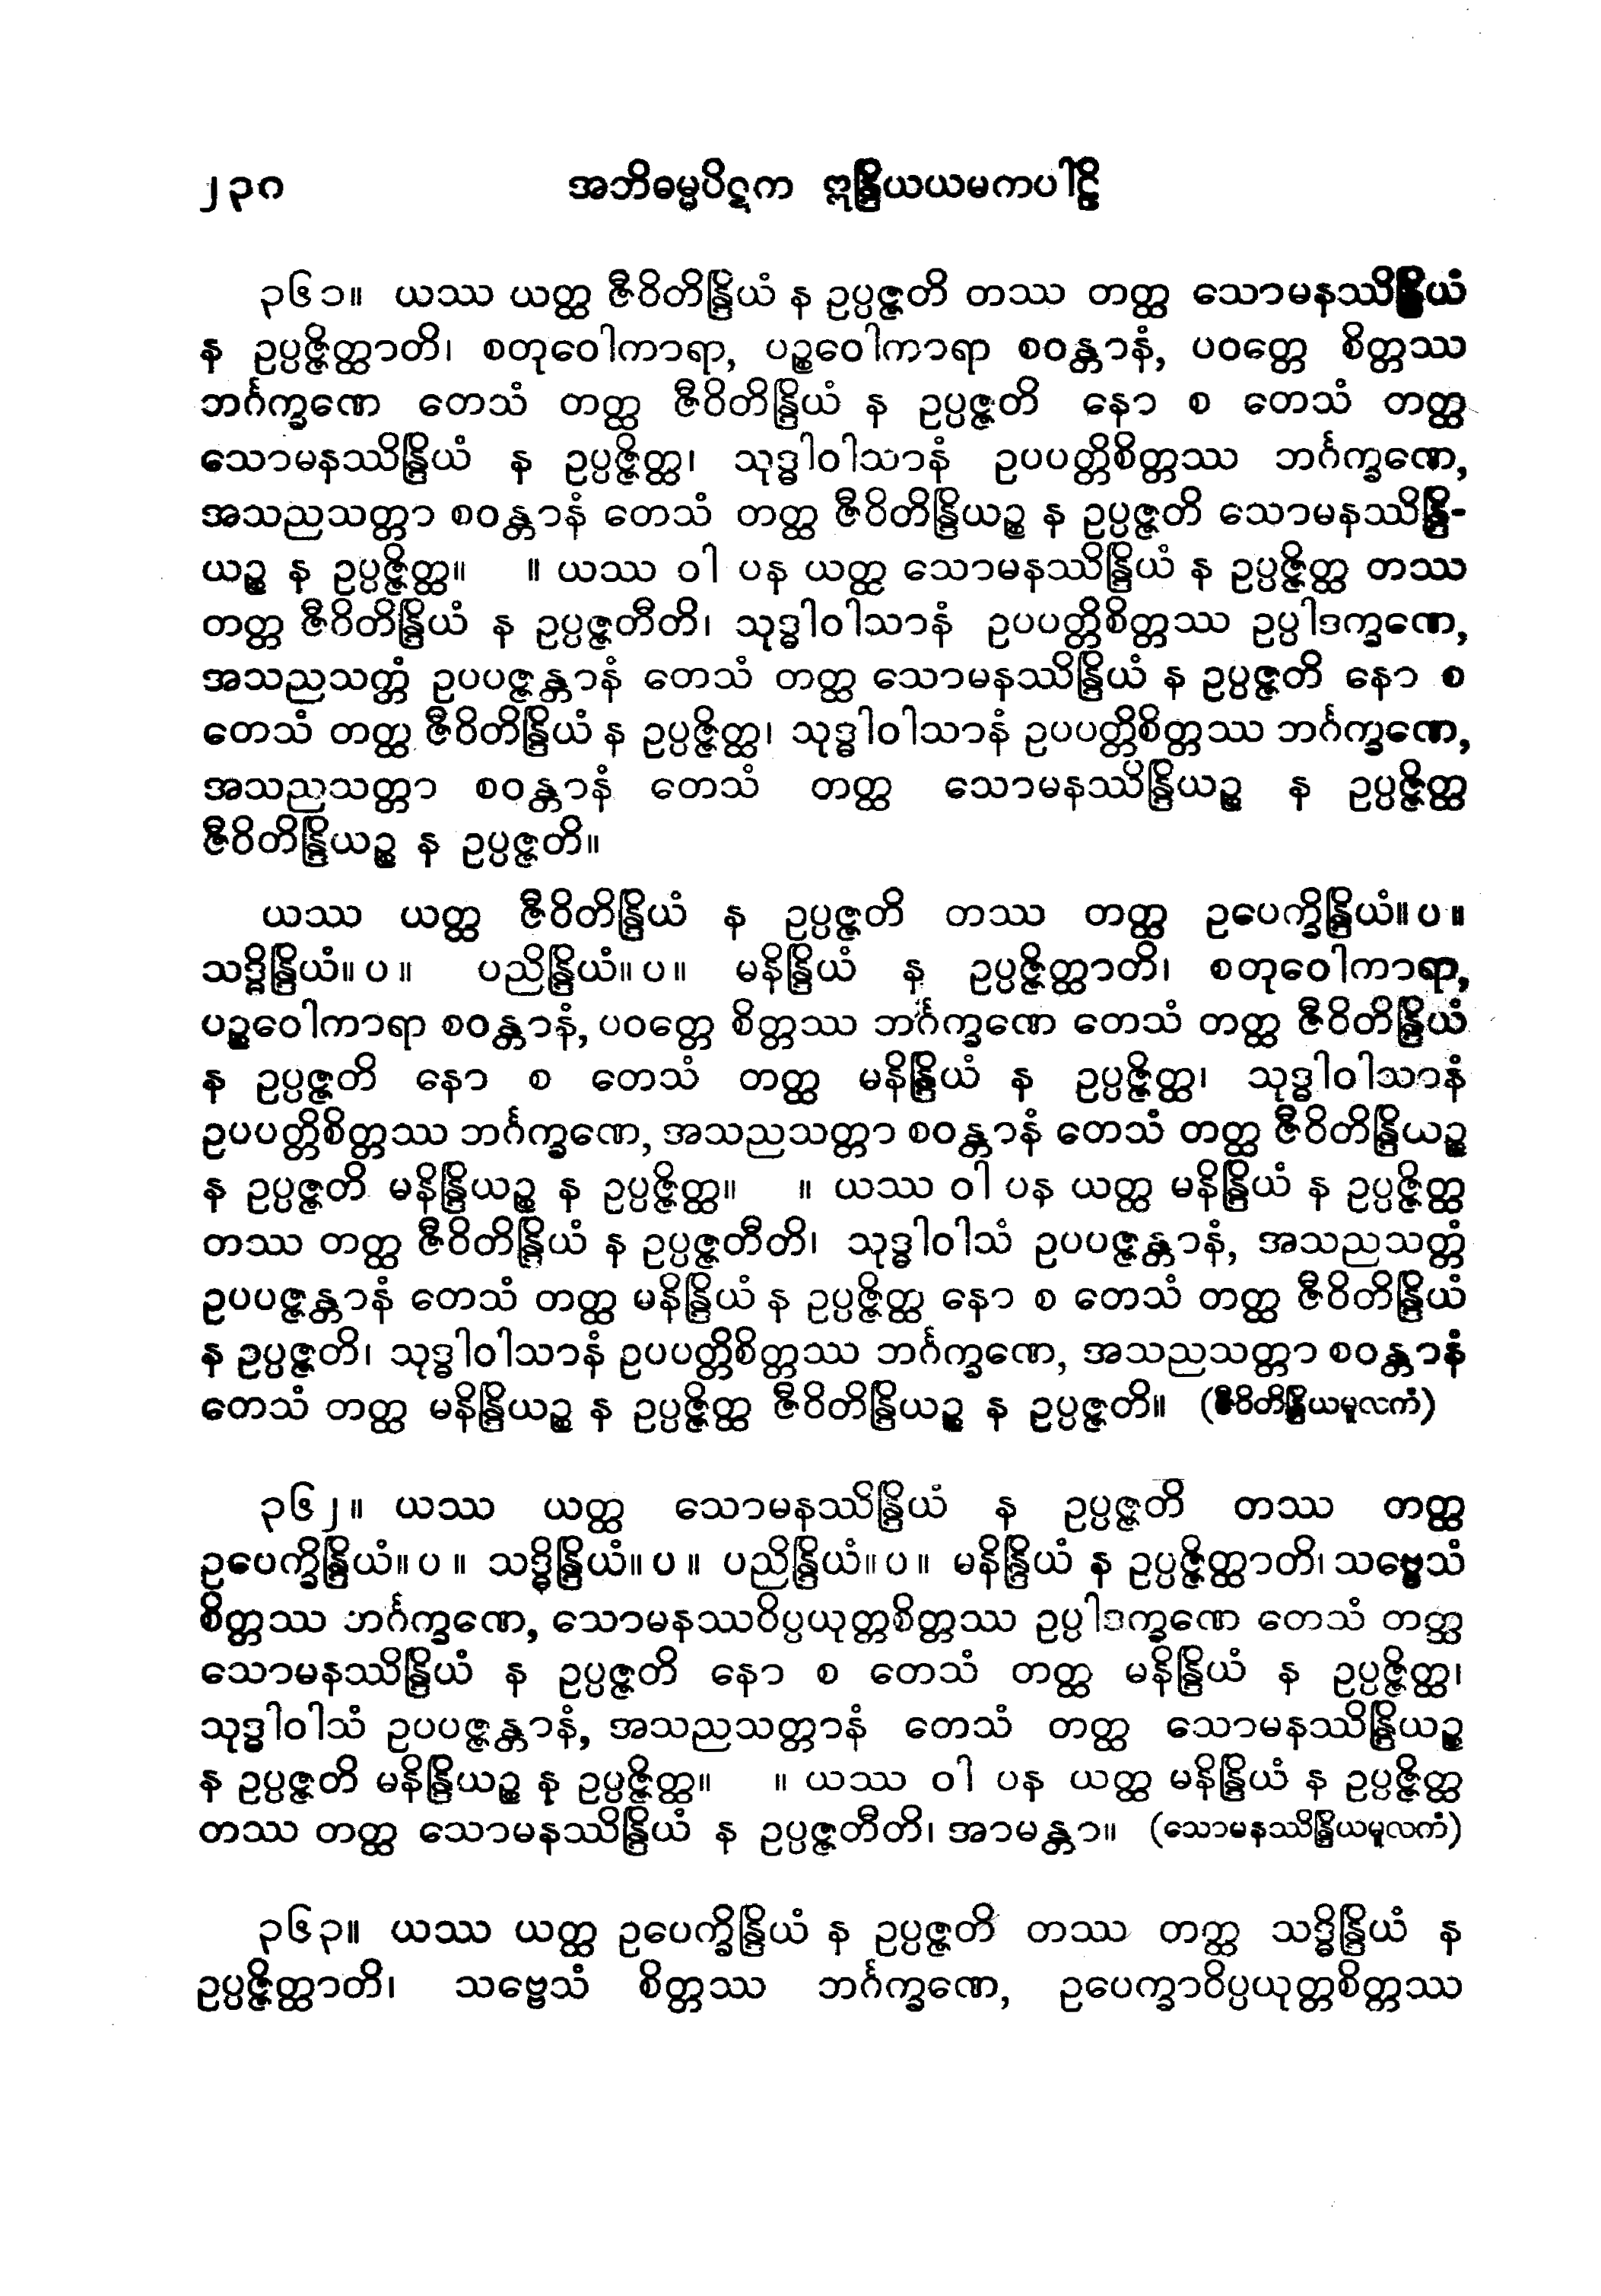 ၂၃၈ အဘိဓမ္မပိဋက ဣန္ဒြိယယမကပါဠိ
၃၆၁။ ယဿ ယတ္ထ ဇီဝိတိန္ဒြိယံ န ဥပ္ပဇ္ဇတိ တဿ တတ္ထ သောမနဿိန္ဒြိယံ
န ဥပ္ပဇ္ဇိတ္ထာတိ၊ စတုဝေါကာရာ, ပဉ္စဝေါကာရာ စဝန္တာနံ, ပဝတ္တေ စိတ္တဿ
ဘင်္ဂက္ခဏေ တေသံ တတ္ထ ဇီဝိတိန္ဒြိယံ န ဥပ္ပဇ္ဇတိ နော စ တေသံ တတ္ထ
သောမနဿိန္ဒြိယံ န ဥပ္ပဇ္ဇိတ္ထ၊ သုဒ္ဓါဝါသာနံ ဥပပတ္တိစိတ္တဿ ဘင်္ဂက္ခဏေ,
အသညသတ္တာ စဝန္တာနံ တေသံ တတ္ထ ဇီဝိတိန္ဒြိယဉ္စ န ဥပ္ပဇ္ဇတိ သောမနဿိန္ဒြိ-
ယဉ္စ န ဥပ္ပဇ္ဇိတ္ထ။ ။ ယဿ ဝါ ပန ယတ္ထ သောမနဿိန္ဒြိယံ န ဥပ္ပဇ္ဇိတ္ထ တဿ
တတ္ထ ဇီဝိတိန္ဒြိယံ န ဥပ္ပဇ္ဇတီတိ၊ သုဒ္ဓါဝါသာနံ ဥပပတ္တိစိတ္တဿ ဥပ္ပါဒက္ခဏေ,
အသညသတ္တံ ဥပပဇ္ဇန္တာနံ တေသံ တတ္ထ သောမနဿိန္ဒြိယံ န ဥပ္ပဇ္ဇတိ နော စ
တေသံ တတ္ထ ဇီဝိတိန္ဒြိယံ န ဥပ္ပဇ္ဇိတ္ထ၊ သုဒ္ဓါဝါသာနံ ဥပပတ္တိစိတ္တဿ ဘင်္ဂက္ခဏေ,
အသညသတ္တာ စဝန္တာနံ တေသံ တတ္ထ သောမနဿိန္ဒြိယဉ္စ န ဥပ္ပဇ္ဇိတ္ထ
ဇီဝိတိန္ဒြိယဉ္စ န ဥပ္ပဇ္ဇတိ။
ယဿ ယတ္ထ ဇီဝိတိန္ဒြိယံ န ဥပ္ပဇ္ဇတိ တဿ တတ္ထ ဥပေက္ခိန္ဒြိယံ။ပ။
သဒ္ဓိန္ဒြိယံ။ပ။ ပညိန္ဒြိယံ။ပ။ မနိန္ဒြိယံ န ဥပ္ပဇ္ဇိတ္ထာတိ၊ စတုဝေါကာရာ,
ပဉ္စဝေါကာရာ စဝန္တာနံ, ပဝတ္တေ စိတ္တဿ ဘင်္ဂက္ခဏေ တေသံ တတ္ထ ဇီဝိတိန္ဒြိယံ
န ဥပ္ပဇ္ဇတိ နော စ တေသံ တတ္ထ မနိန္ဒြိယံ န ဥပ္ပဇ္ဇိတ္ထ၊ သုဒ္ဓါဝါသာနံ
ဥပပတ္တိစိတ္တဿ ဘင်္ဂက္ခဏေ, အသညသတ္တာ စဝန္တာနံ တေသံ တတ္ထ ဇီဝိတိန္ဒြိယဉ္စ
န ဥပ္ပဇ္ဇတိ မနိန္ဒြိယဉ္စ န ဥပ္ပဇ္ဇိတ္ထ။ ။ ယဿ ဝါ ပန ယတ္ထ မနိန္ဒြိယံ န ဥပ္ပဇ္ဇိတ္ထ
တဿ တတ္ထ ဇီဝိတိန္ဒြိယံ န ဥပ္ပဇ္ဇတီတိ၊ သုဒ္ဓါဝါသံ ဥပပဇ္ဇန္တာနံ, အသညသတ္တံ
ဥပပဇ္ဇန္တာနံ တေသံ တတ္ထ မနိန္ဒြိယံ န ဥပ္ပဇ္ဇိတ္ထ နော စ တေသံ တတ္ထ ဇီဝိတိန္ဒြိယံ
န ဥပ္ပဇ္ဇတိ၊ သုဒ္ဓါဝါသာနံ ဥပပတ္တိစိတ္တဿ ဘင်္ဂက္ခဏေ, အသညသတ္တာ စဝန္တာနံ
တေသံ တတ္ထ မနိန္ဒြိယဉ္စ န ဥပ္ပဇ္ဇိတ္ထ ဇီဝိတိန္ဒြိယဉ္စ န ဥပ္ပဇ္ဇတိ။ (ဇီဝိတိန္ဒြိယမူလကံ)
၃၆၂။ ယဿ ယတ္ထ သောမနဿိန္ဒြိယံ န ဥပ္ပဇ္ဇတိ တဿ တတ္ထ
ဥပေက္ခိန္ဒြိယံ။ပ။ သဒ္ဓိန္ဒြိယံ။ပ။ ပညိန္ဒြိယံ။ပ။ မနိန္ဒြိယံ န ဥပ္ပဇ္ဇိတ္ထာတိ၊ သဗ္ဗေသံ
စိတ္တဿ ဘင်္ဂက္ခဏေ, သောမနဿဝိပ္ပယုတ္တစိတ္တဿ ဥပ္ပါဒက္ခဏေ တေသံ တတ္ထ
သောမနဿိန္ဒြိယံ န ဥပ္ပဇ္ဇတိ နော စ တေသံ တတ္ထ မနိန္ဒြိယံ န ဥပ္ပဇ္ဇိတ္ထ၊
သုဒ္ဓါဝါသံ ဥပပဇ္ဇန္တာနံ, အသညသတ္တာနံ တေသံ တတ္ထ သောမနဿိန္ဒြိယဉ္စ
န ဥပ္ပဇ္ဇတိ မနိန္ဒြိယဉ္စ န ဥပ္ပဇ္ဇိတ္ထ။ ။ ယဿ ဝါ ပန ယတ္ထ မနိန္ဒြိယံ န ဥပ္ပဇ္ဇိတ္ထ
တဿ တတ္ထ သောမနဿိန္ဒြိယံ န ဥပ္ပဇ္ဇတီတိ၊ အာမန္တာ။ (သောမနဿိန္ဒြိယမူလကံ)
၃၆၃။ ယဿ ယတ္ထ ဥပေက္ခိန္ဒြိယံ န ဥပ္ပဇ္ဇတိ တဿ တတ္ထ သဒ္ဓိန္ဒြိယံ န
ဥပ္ပဇ္ဇိတ္ထာတိ၊ သဗ္ဗေသံ စိတ္တဿ ဘင်္ဂက္ခဏေ, ဥပေက္ခာဝိပ္ပယုတ္တစိတ္တဿ